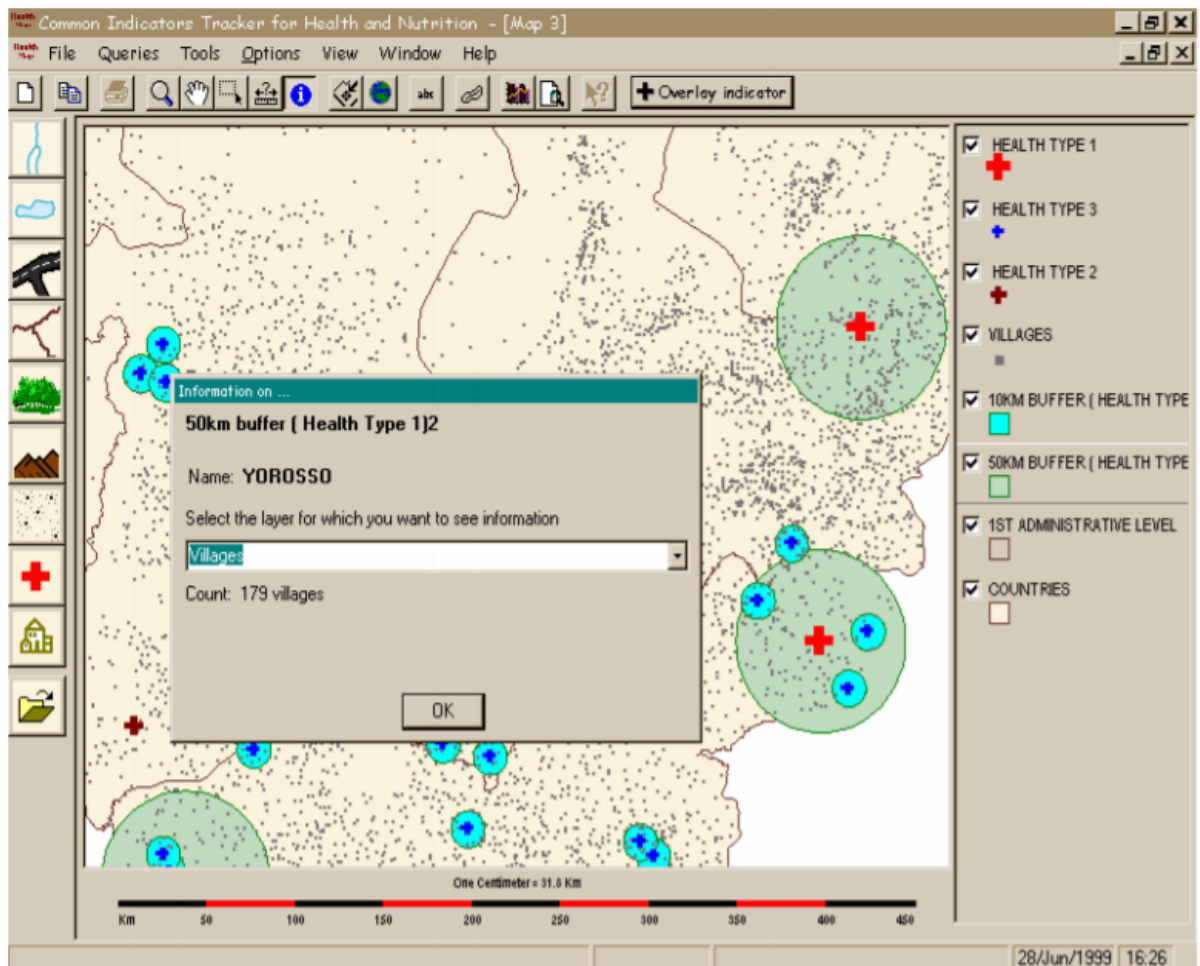 Common Indicators Tracker for Health and Nutrition - [Map 3]
File Queries Tools Options View Window Help
abc
Overlay indicator
HEALTH TYPE 1
HEALTH TYPE 3
HEALTH TYPE 2
VILLAGES
10KM BUFFER ( HEALTH TYPE
50KM BUFFER ( HEALTH TYPE
1ST ADMINISTRATIVE LEVEL
COUNTRIES
Information on ...
50km buffer ( Health Type 1)2
Name: YOROSSO
Select the layer for which you want to see information
Villages
Count: 179 villages
OK
One Centimeter = 31.8 Km
Km 50 100 150 200 250 300 350 400 450
28/Jun/1999 16:26